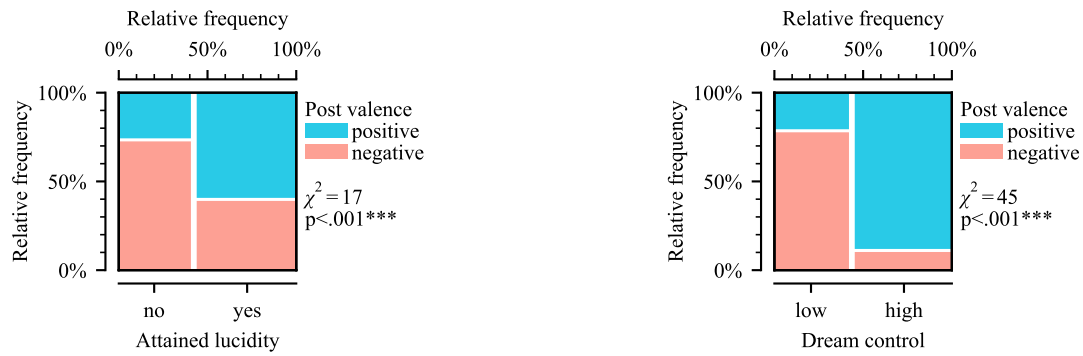 Relative frequency
0% 50% 100%
Relative frequency
100%
50%
0%
Post valence
positive
negative
χ² = 17
p<.001***
no yes
Attained lucidity
Relative frequency
0% 50% 100%
Relative frequency
100%
50%
0%
Post valence
positive
negative
χ² = 45
p<.001***
low high
Dream control